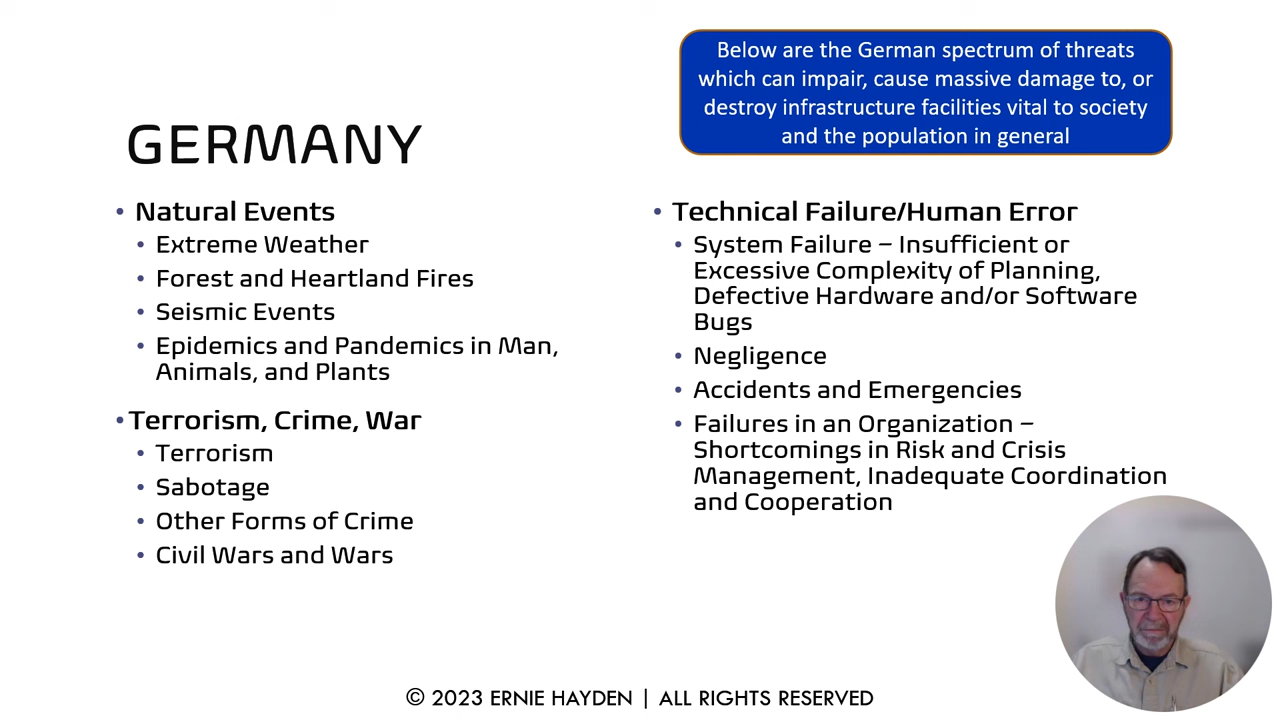 Below are the German spectrum of threats
which can impair, cause massive damage to, or
destroy infrastructure facilities vital to society
and the population in general
GERMANY
• Natural Events
• Extreme Weather
• Forest and Heartland Fires
• Seismic Events
• Epidemics and Pandemics in Man,
Animals, and Plants
• Terrorism, Crime, War
• Terrorism
• Sabotage
• Other Forms of Crime
• Civil Wars and Wars
• Technical Failure/Human Error
• System Failure – Insufficient or
Excessive Complexity of Planning,
Defective Hardware and/or Software
Bugs
• Negligence
• Accidents and Emergencies
• Failures in an Organization –
Shortcomings in Risk and Crisis
Management, Inadequate Coordination
and Cooperation
© 2023 ERNIE HAYDEN | ALL RIGHTS RESERVED